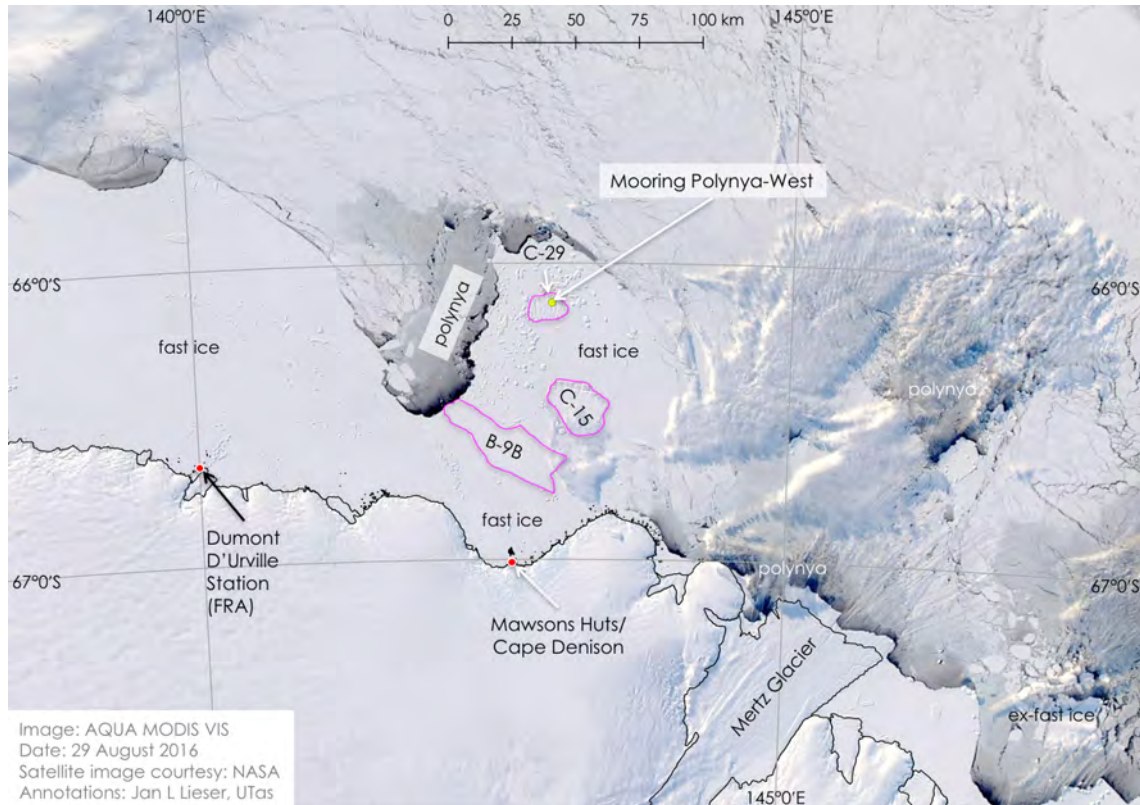 140°0'E
0 25 50 75 100 km
145°0'E
Mooring Polynya-West
C-29
66°0'S
66°0'S
polynya
fast ice
fast ice
polynya
C-15
B-9B
fast ice
Dumont
D'Urville
Station
(FRA)
polynya
67°0'S
67°0'S
Mawsons Huts/
Cape Denison
Mertz Glacier
ex-fast ice
145°0'E
Image: AQUA MODIS VIS
Date: 29 August 2016
Satellite image courtesy: NASA
Annotations: Jan L Lieser, UTas